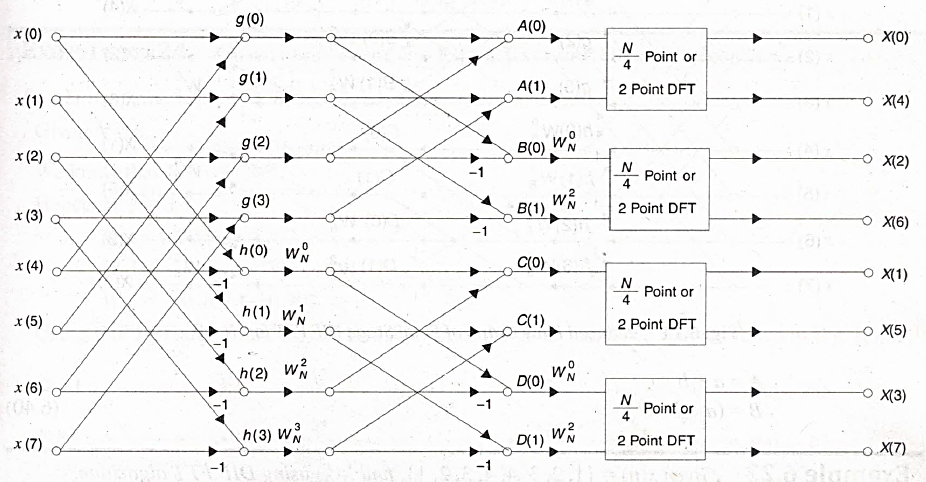 x(0) g(0) A(0) X(0)
N/4 Point or
2 Point DFT
x(1) g(1) A(1) X(4)
x(2) g(2) -1 B(0) W_N^0 X(2)
N/4 Point or
2 Point DFT
x(3) g(3) -1 B(1) W_N^2 X(6)
x(4) -1 h(0) W_N^0 C(0) X(1)
N/4 Point or
2 Point DFT
x(5) -1 h(1) W_N^1 C(1) X(5)
x(6) -1 h(2) W_N^2 -1 D(0) W_N^0 X(3)
N/4 Point or
2 Point DFT
x(7) -1 h(3) W_N^3 -1 D(1) W_N^2 X(7)